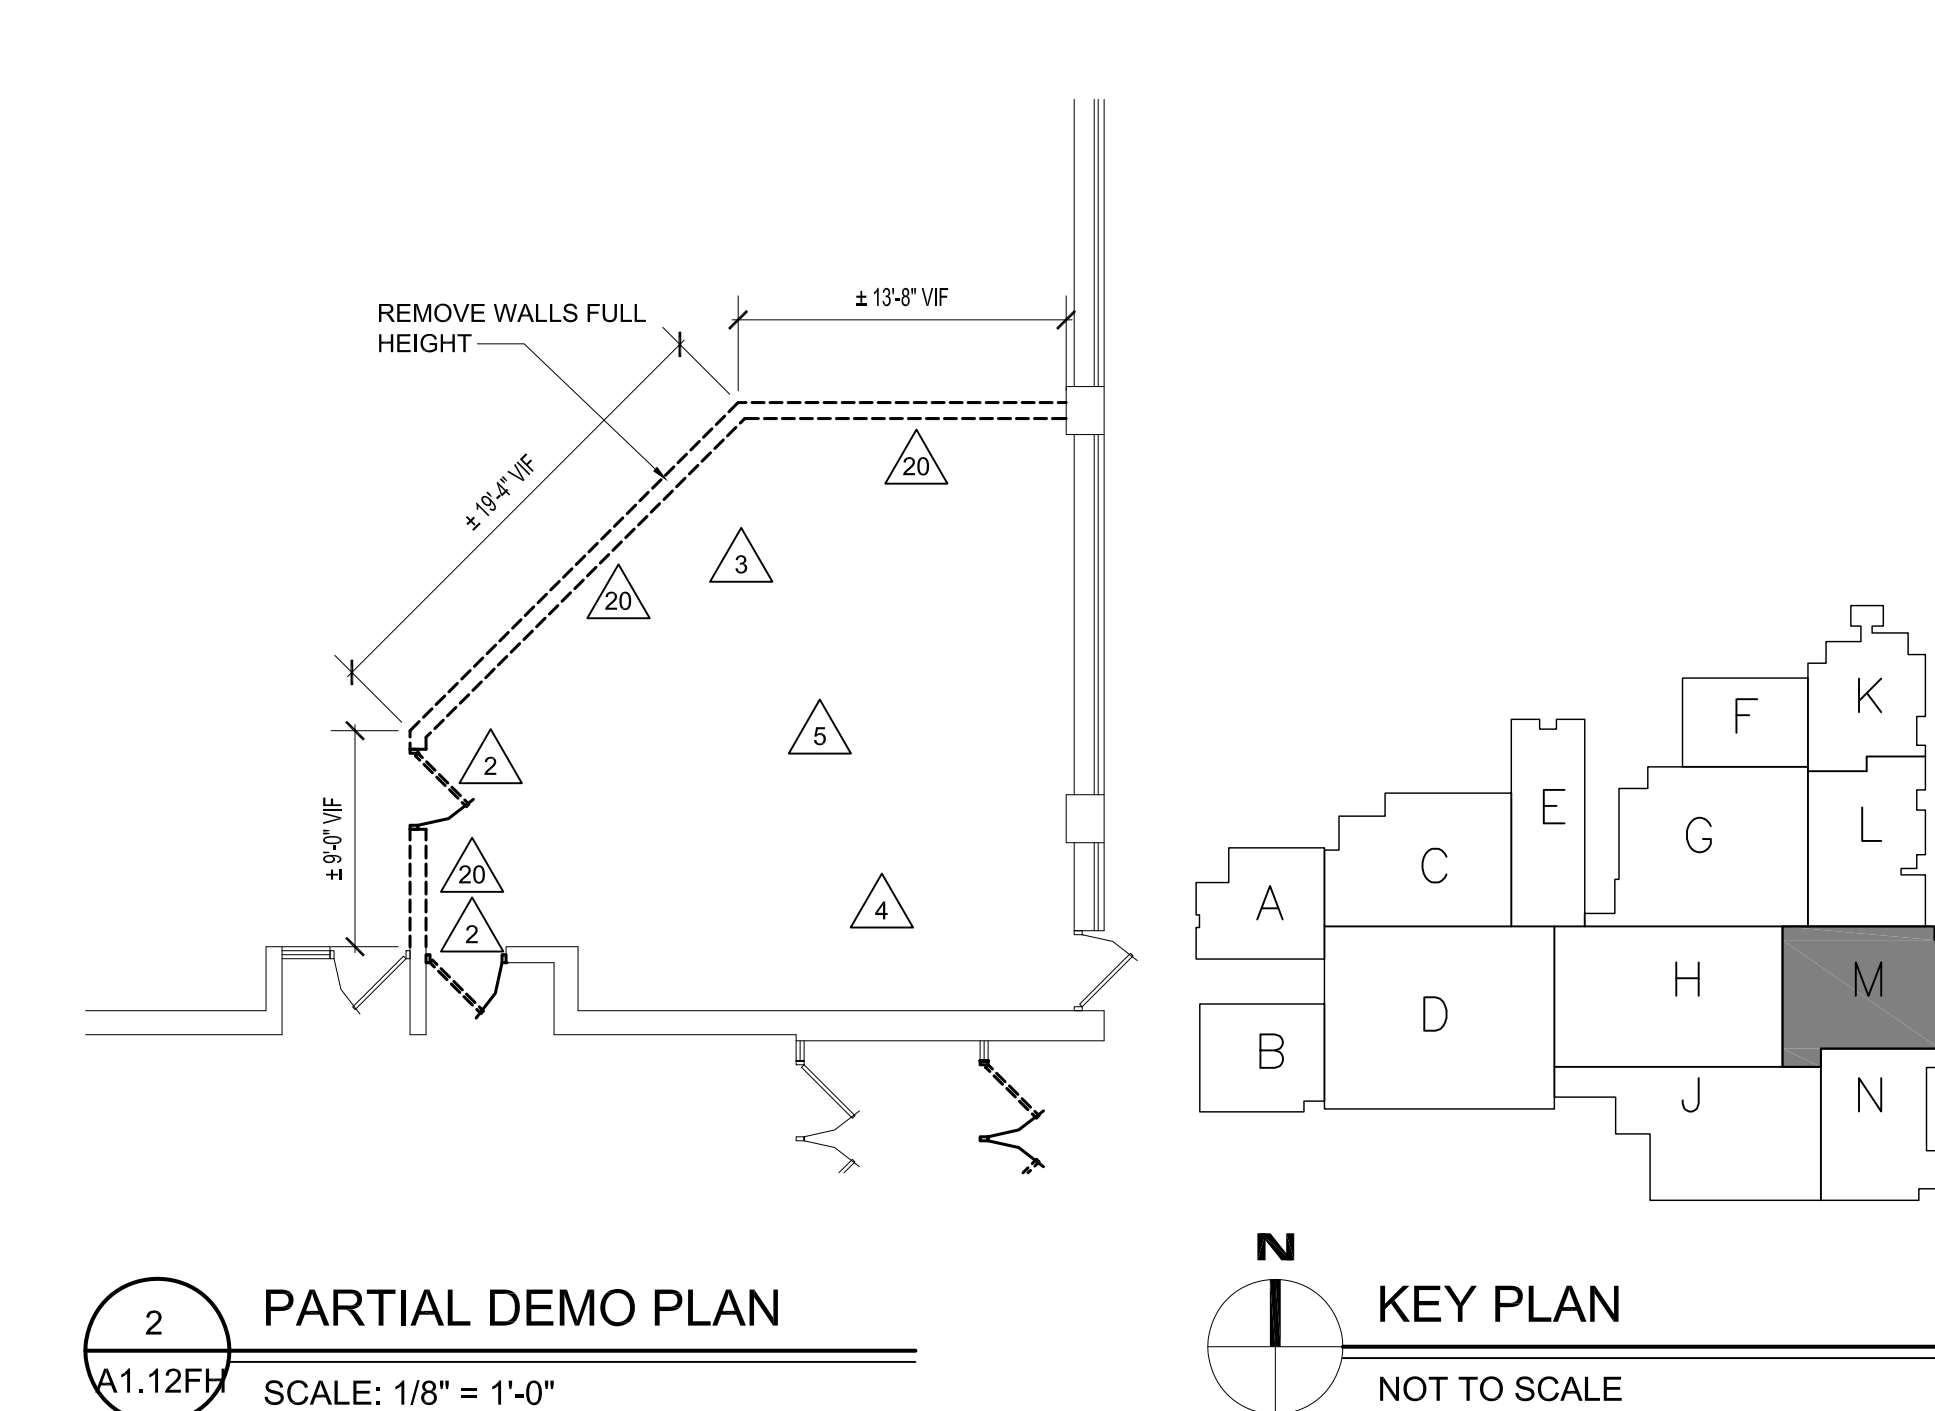 ± 13'-8" VIF
REMOVE WALLS FULL
HEIGHT
± 19'-4" VIF
20
3
20
5
2
± 9'-0" VIF
20
4
2
A
B
C
D
E
F
G
H
J
K
L
M
N
2
A1.12FH
PARTIAL DEMO PLAN
SCALE: 1/8" = 1'-0"
N
KEY PLAN
NOT TO SCALE